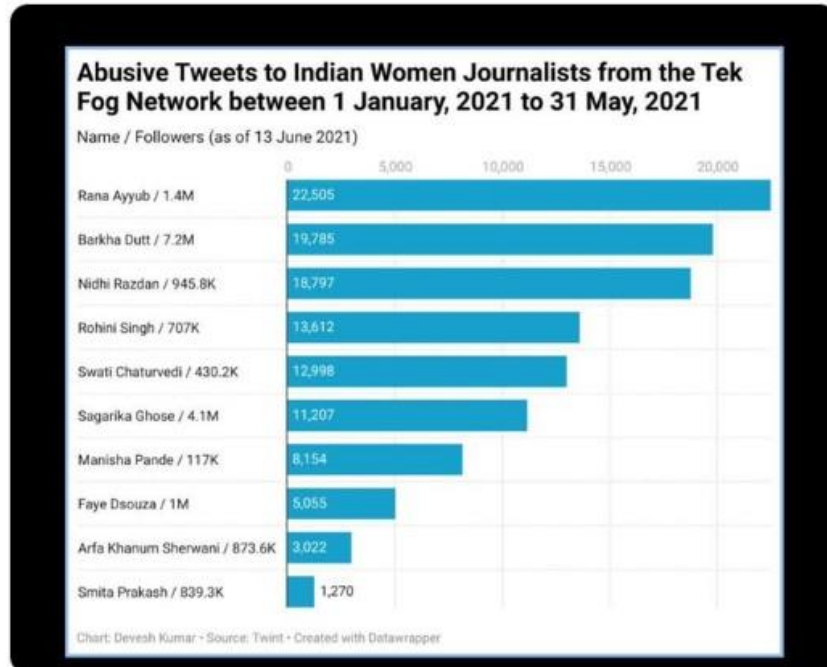 Abusive Tweets to Indian Women Journalists from the Tek
Fog Network between 1 January, 2021 to 31 May, 2021
Name / Followers (as of 13 June 2021)
0 5,000 10,000 15,000 20,000
Rana Ayyub / 1.4M 22,505
Barkha Dutt / 7.2M 19,785
Nidhi Razdan / 945.8K 18,797
Rohini Singh / 707K 13,612
Swati Chaturvedi / 430.2K 12,998
Sagarika Ghose / 4.1M 11,207
Manisha Pande / 117K 8,154
Faye Dsouza / 1M 5,055
Arfa Khanum Sherwani / 873.6K 3,022
Smita Prakash / 839.3K 1,270
Chart: Devesh Kumar • Source: Twint • Created with Datawrapper